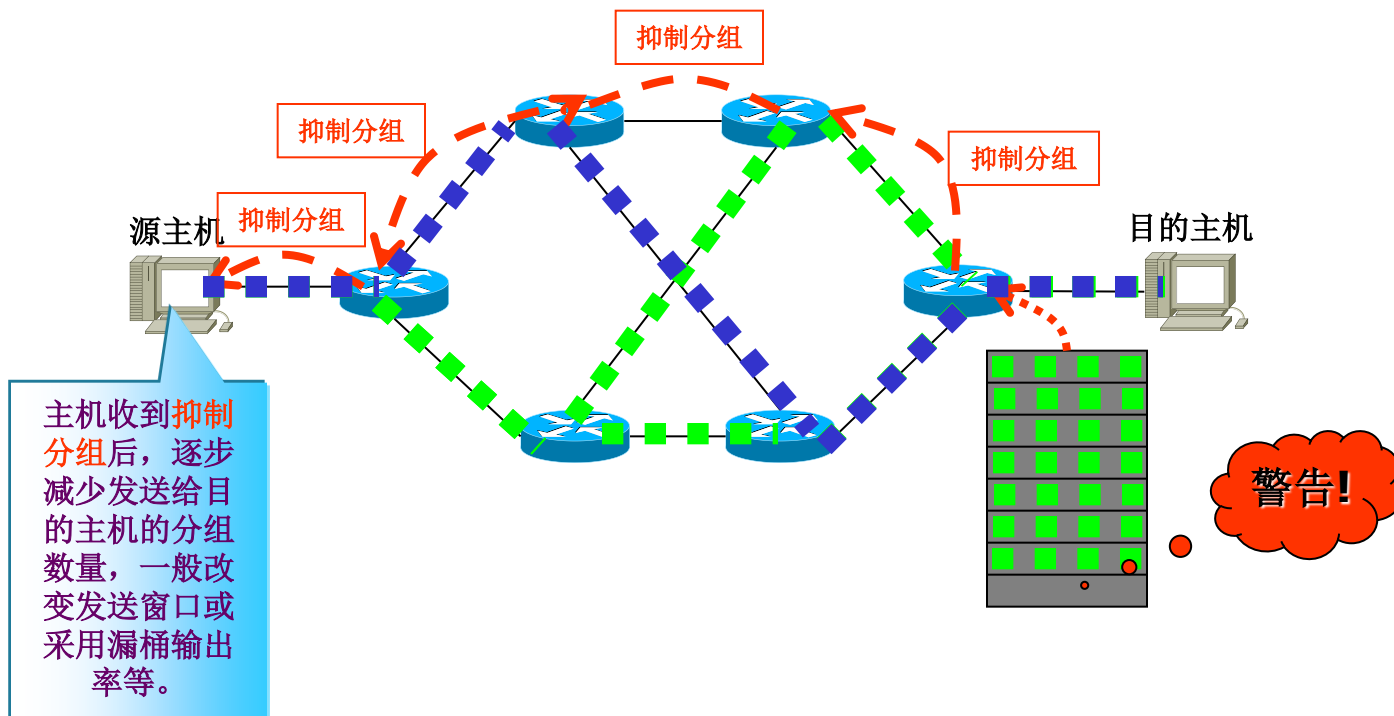 抑制分组
抑制分组
抑制分组
抑制分组
源主机
目的主机
主机收到抑制
分组后，逐步
减少发送给目
的主机的分组
数量，一般改
变发送窗口或
采用漏桶输出
率等。
警告!